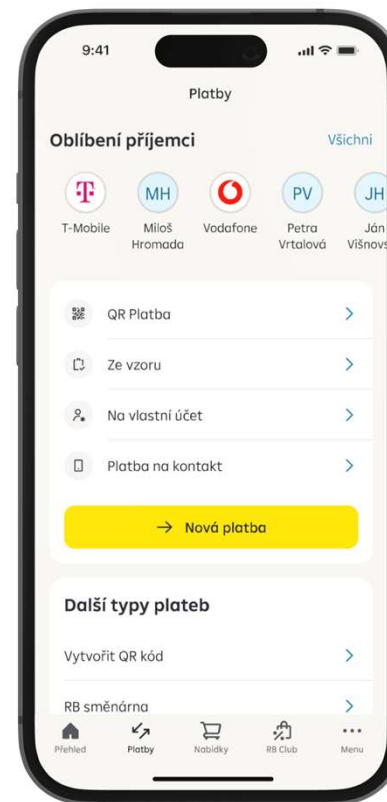 9:41
Platby
Oblíbení příjemci
Všichni
T
MH
PV
JH
T-Mobile
Miloš
Hromada
Vodafone
Petra
Vrtalová
Ján
Višnovs
QR Platba
Ze vzoru
Na vlastní účet
Platba na kontakt
→ Nová platba
Další typy plateb
Vytvořit QR kód
RB směnárna
Přehled
Platby
Nabídky
RB Club
Menu